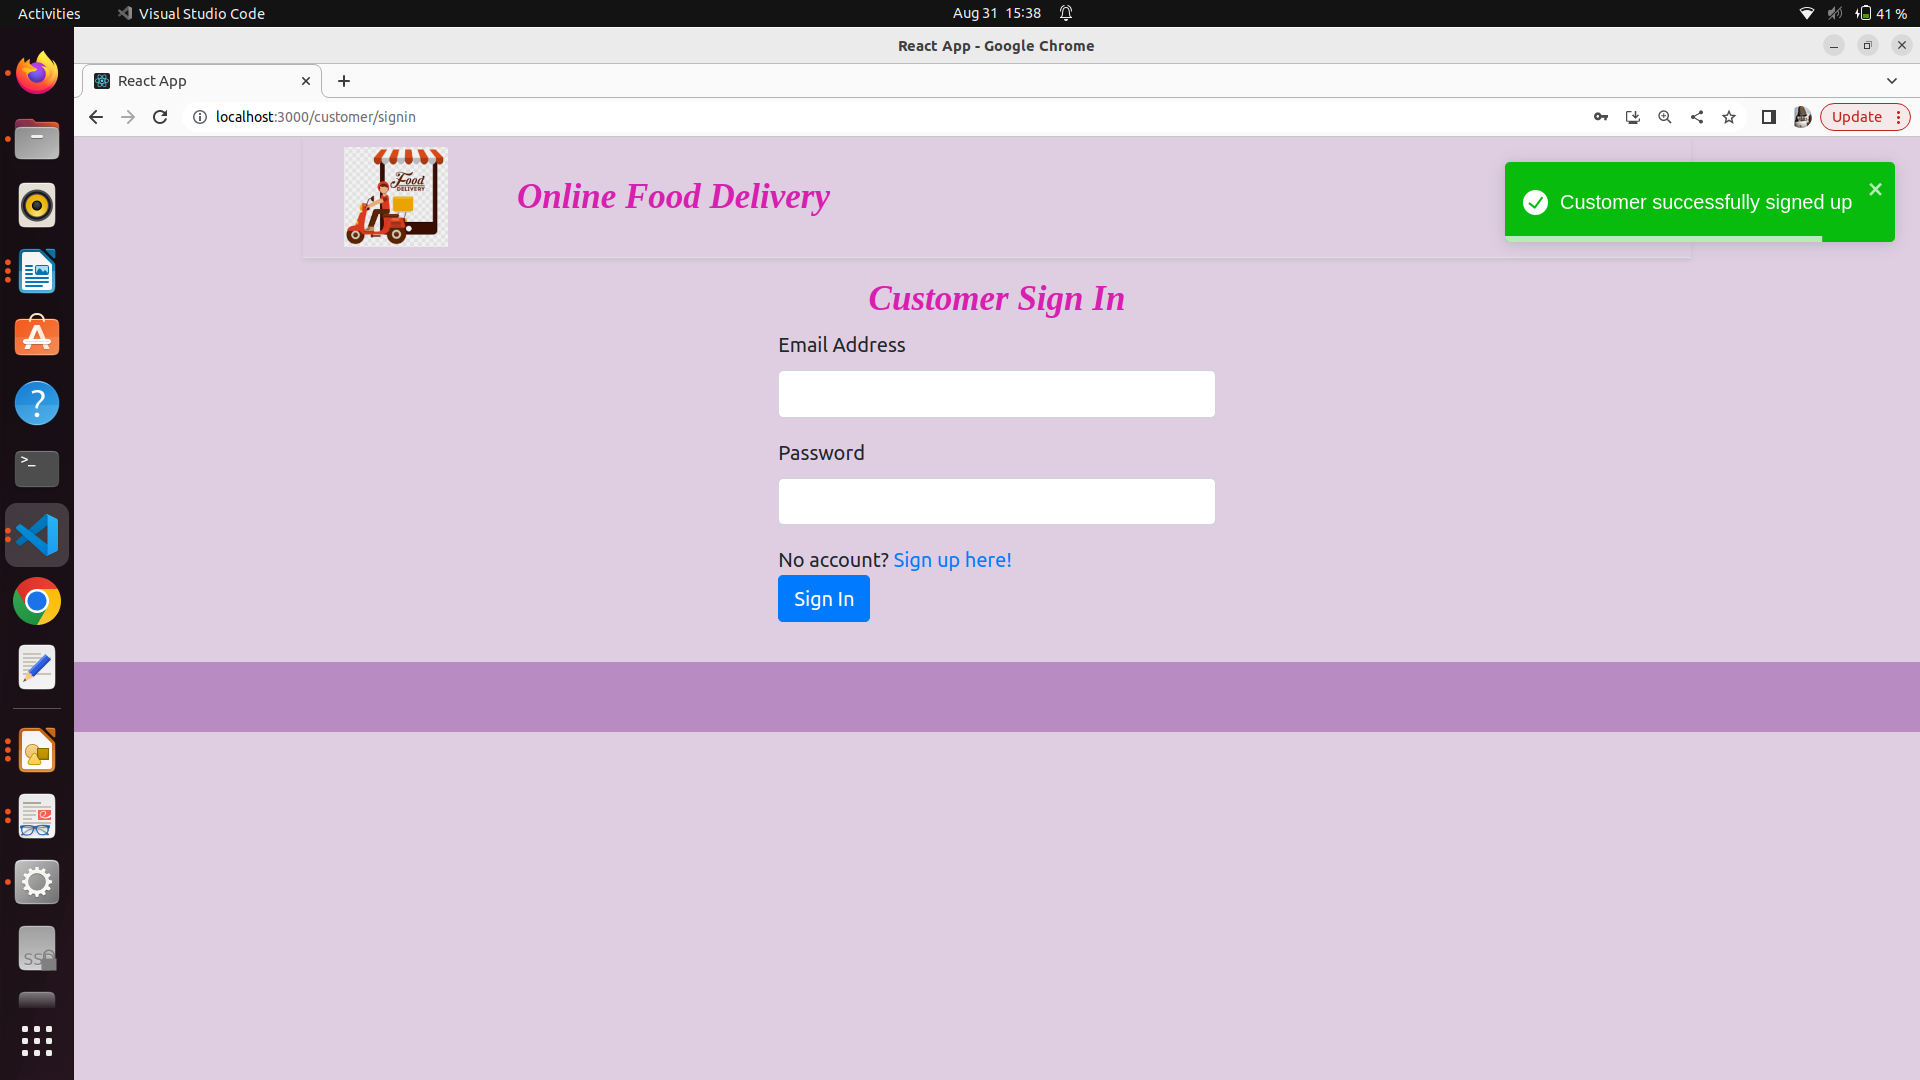 Activities
Visual Studio Code
Aug 31 15:38
41 %
React App - Google Chrome
React App
localhost:3000/customer/signin
Update
Food
DELIVERY
Online Food Delivery
Customer successfully signed up
Customer Sign In
Email Address
Password
No account? Sign up here!
Sign In
>_
?